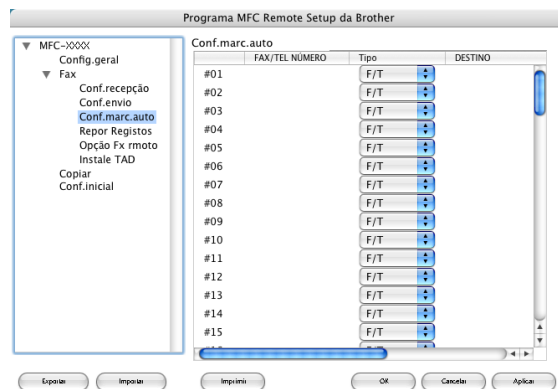 Programa MFC Remote Setup da Brother
MFC-XXXX
Config.geral
Fax
Conf.recepção
Conf.envio
Conf.marc.auto
Repor Registos
Opção Fx rmoto
Instale TAD
Copiar
Conf.inicial
Conf.marc.auto
FAX/TEL NÚMERO Tipo DESTINO
#01 F/T
#02 F/T
#03 F/T
#04 F/T
#05 F/T
#06 F/T
#07 F/T
#08 F/T
#09 F/T
#10 F/T
#11 F/T
#12 F/T
#13 F/T
#14 F/T
#15 F/T
Exportar Importar Imprimir OK Cancelar Aplicar